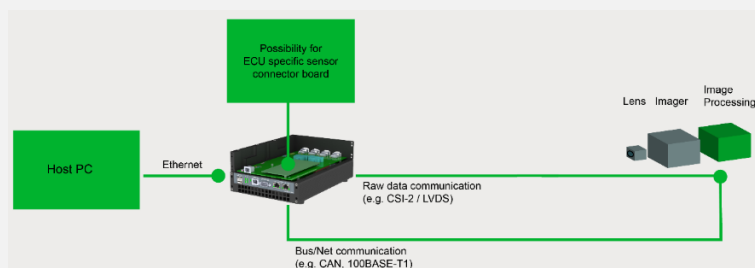 Possibility for
ECU specific sensor
connector board
Lens Imager
Image
Processing
Host PC
Ethernet
Raw data communication
(e.g. CSI-2 / LVDS)
Bus/Net communication
(e.g. CAN, 100BASE-T1)